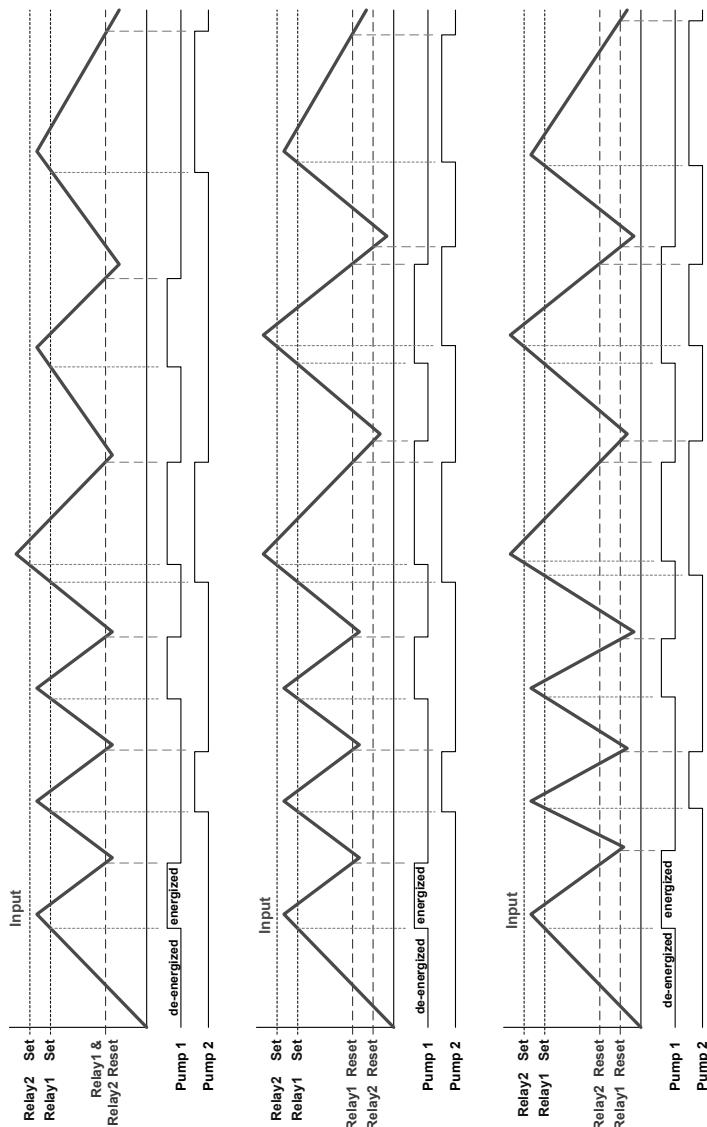 Input
Relay2 Set
Relay1 Set
Relay1 &
Relay2 Reset
de-energized energized
Pump 1
Pump 2
Input
Relay2 Set
Relay1 Set
Relay1 Reset
Relay2 Reset
de-energized energized
Pump 1
Pump 2
Input
Relay2 Set
Relay1 Set
Relay2 Reset
Relay1 Reset
de-energized energized
Pump 1
Pump 2